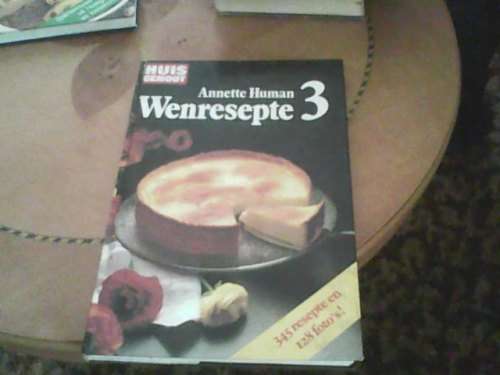 HUIS
GENOOT
Annette Human
Wenresepte 3
345 resepte en
128 foto's!